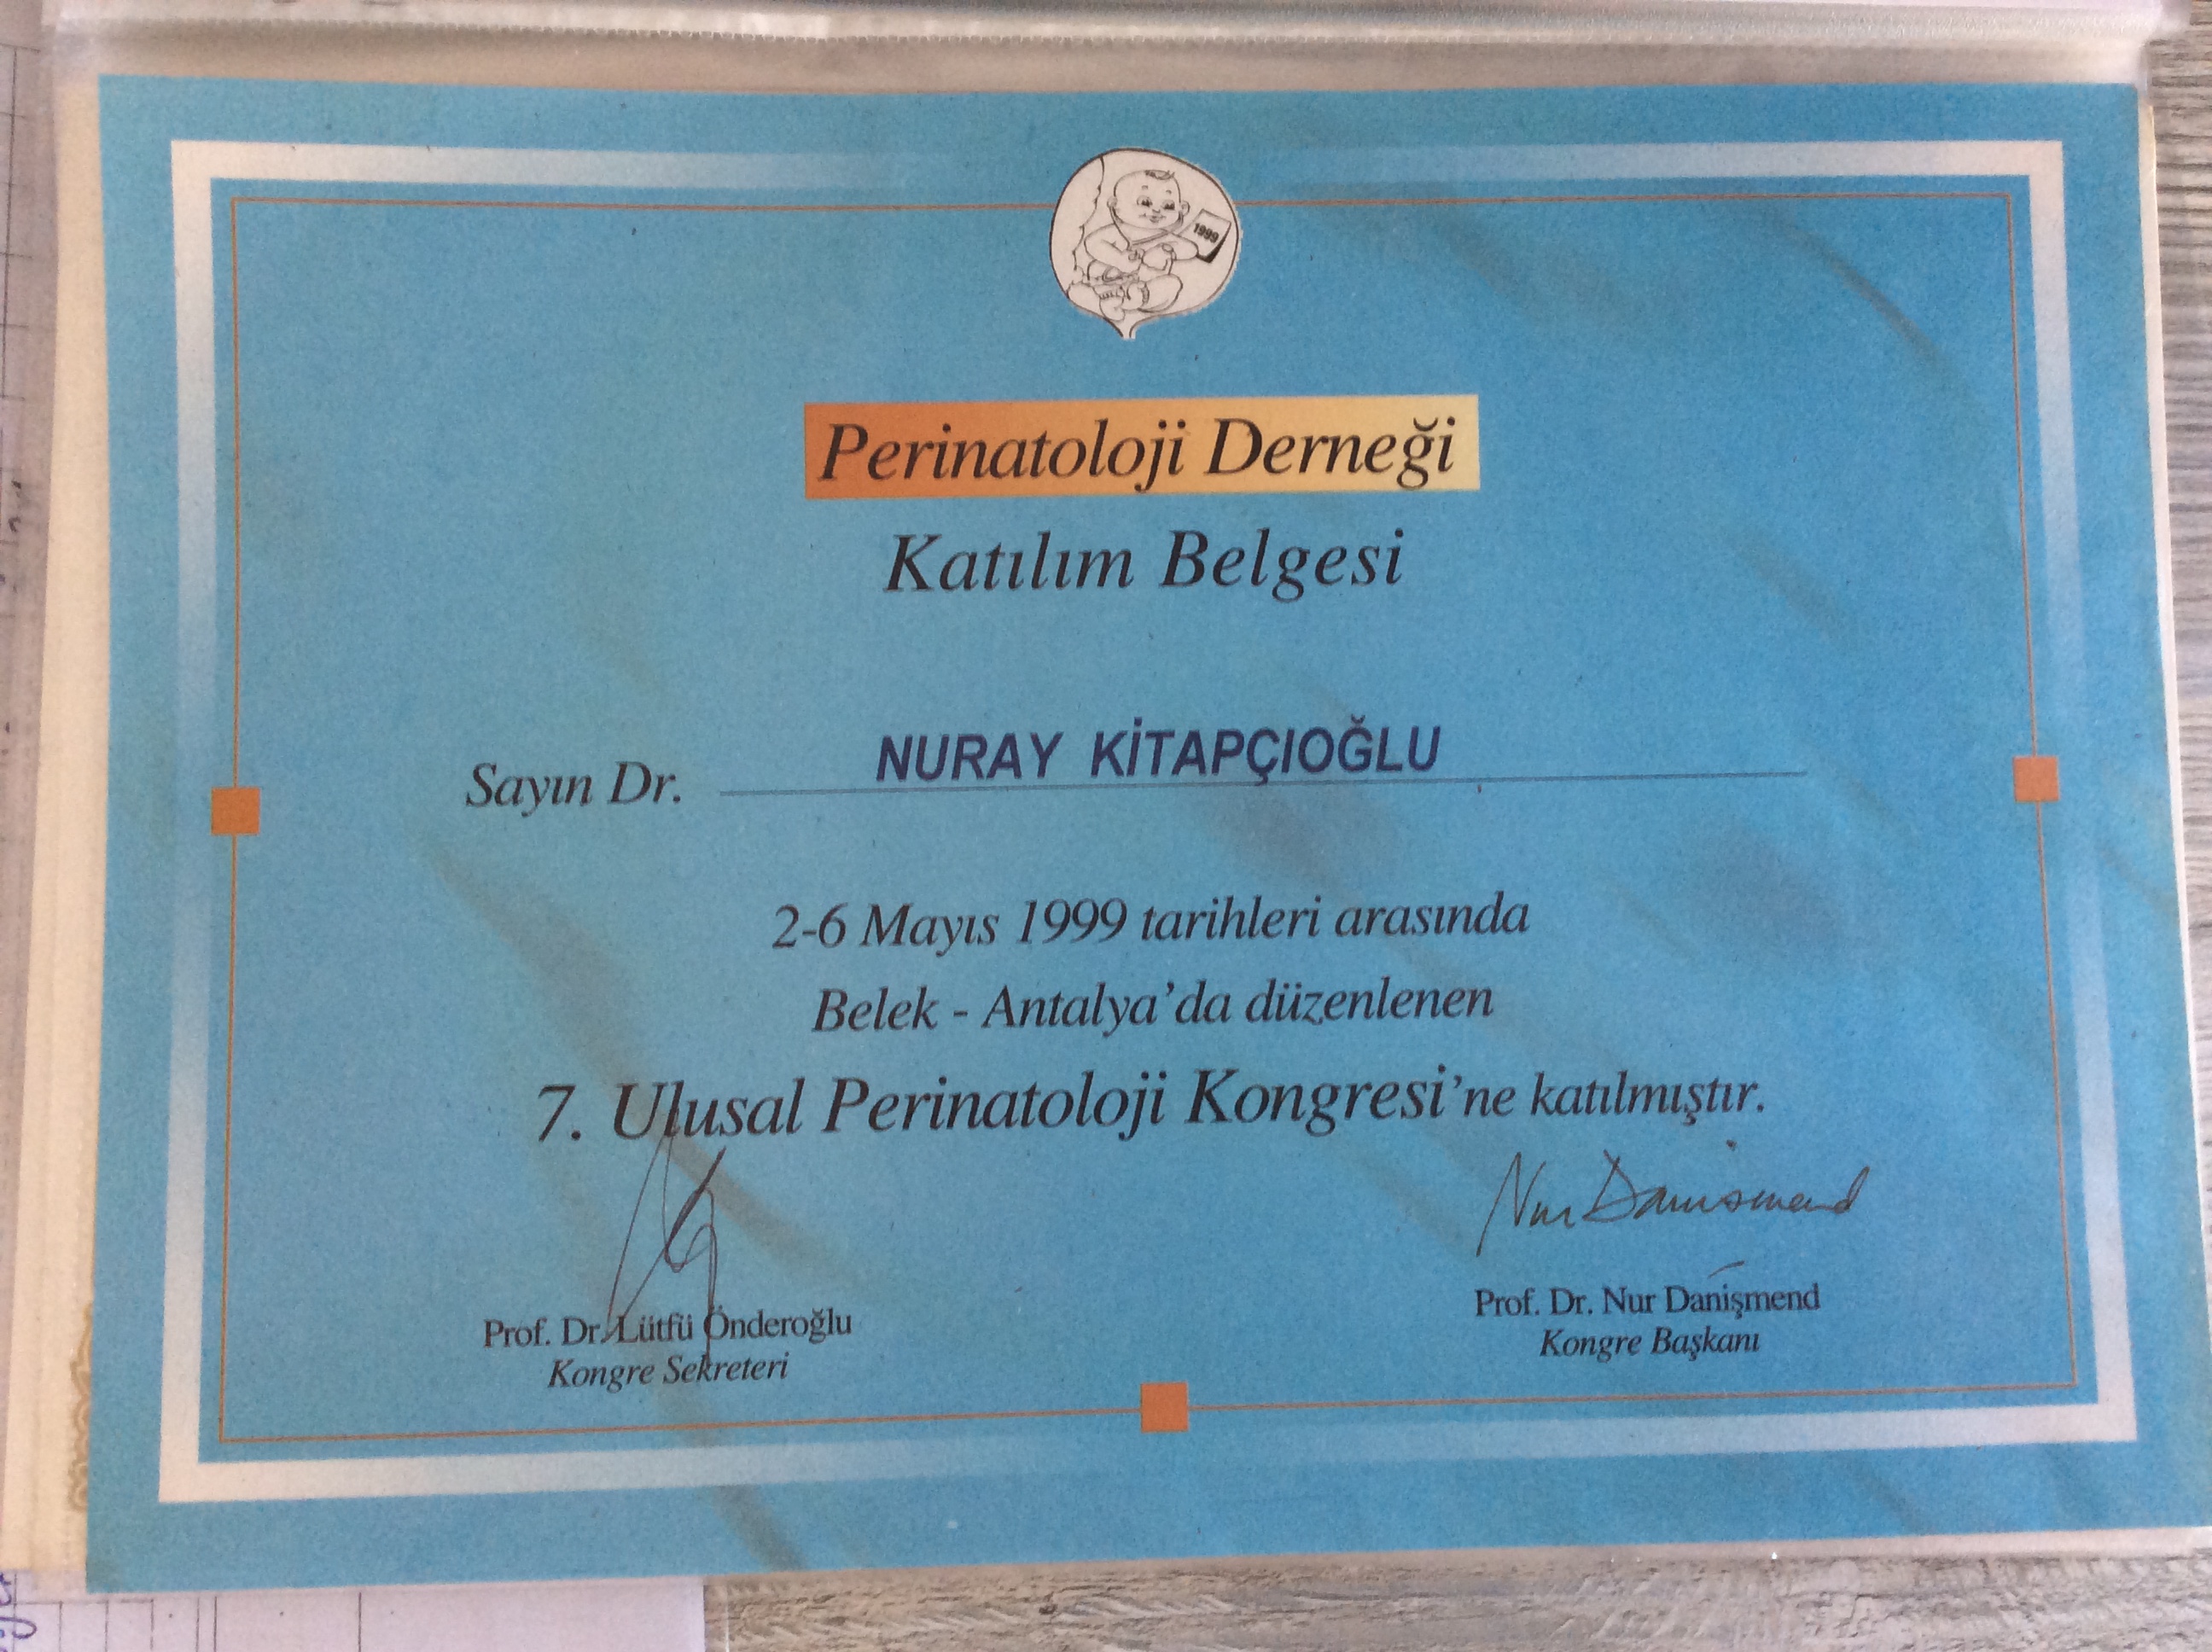 1999
Perinatoloji Derneği
Katılım Belgesi
Sayın Dr. NURAY KİTAPÇIOĞLU
2-6 Mayıs 1999 tarihleri arasında
Belek - Antalya'da düzenlenen
7. Ulusal Perinatoloji Kongresi'ne katılmıştır.
Nur Danışmend
Prof. Dr. Lütfü Önderoğlu
Kongre Sekreteri
Prof. Dr. Nur Danişmend
Kongre Başkanı